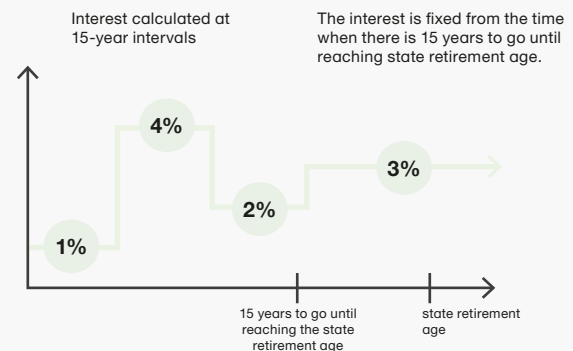 Interest calculated at
15-year intervals
The interest is fixed from the time
when there is 15 years to go until
reaching state retirement age.
4%
3%
2%
1%
15 years to go until
reaching the state
retirement age
state retirement
age